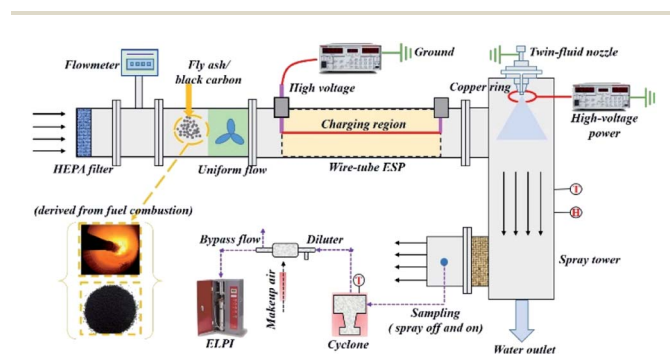 Flowmeter
Fly ash/
black carbon
Ground
High voltage
Twin-fluid nozzle
Copper ring
High-voltage
power
Charging region
HEPA filter
Uniform flow
Wire-tube ESP
(derived from fuel combustion)
T
H
Bypass flow
Diluter
Makeup air
T
Spray tower
Sampling
( spray off and on)
ELPI
Cyclone
Water outlet